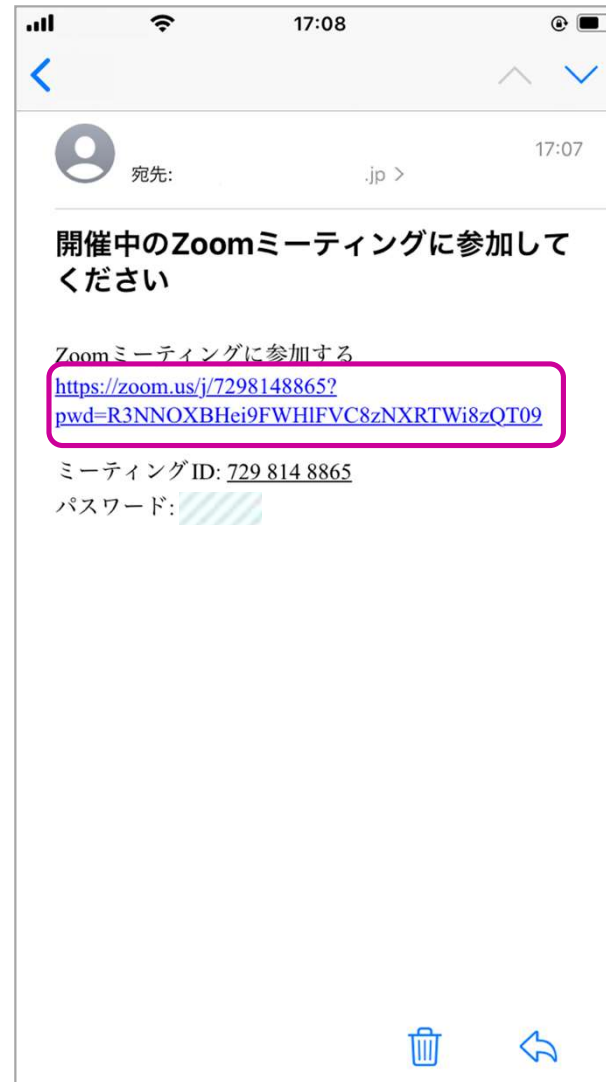 17:08
17:07
宛先: .jp >
開催中のZoomミーティングに参加して
ください
Zoomミーティングに参加する
https://zoom.us/j/7298148865?
pwd=R3NNOXBHei9FWHlFVC8zNXRTWi8zQT09
ミーティング ID: 729 814 8865
パスワード: